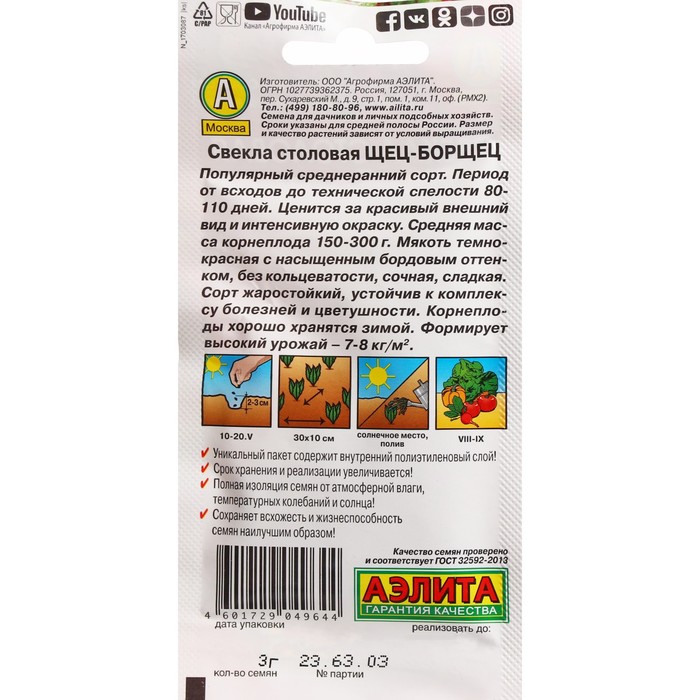 N_1703087 (ks)
91
C/PAP
YouTube
Канал «Агрофирма АЭЛИТА»
Изготовитель: ООО "Агрофирма АЭЛИТА".
ОГРН 1027739362375. Россия, 127051, г. Москва,
пер. Сухаревский М., д. 9, стр. 1, пом. 1, ком. 11, оф. (РМХ2).
Тел.: (499) 180-80-96, www.ailita.ru
Семена для дачников и личных подсобных хозяйств.
Сроки указаны для средней полосы России. Размер
и качество растений зависят от условий выращивания.
А
Москва
Свекла столовая ЩЕЦ-БОРЩЕЦ
Популярный среднеранний сорт. Период
от всходов до технической спелости 80-
110 дней. Ценится за красивый внешний
вид и интенсивную окраску. Средняя мас-
са корнеплода 150-300 г. Мякоть темно-
красная с насыщенным бордовым оттен-
ком, без кольцеватости, сочная, сладкая.
Сорт жаростойкий, устойчив к комплек-
су болезней и цветушности. Корнепло-
ды хорошо хранятся зимой. Формирует
высокий урожай – 7-8 кг/м².
2-3 см
10-20.V
30x10 см
солнечное место,
полив
VIII-IX
Уникальный пакет содержит внутренний полиэтиленовый слой!
Срок хранения и реализации увеличивается!
Полная изоляция семян от атмосферной влаги,
температурных колебаний и солнца!
Сохраняет всхожесть и жизнеспособность
семян наилучшим образом!
Качество семян проверено
и соответствует ГОСТ 32592-2013
АЭЛИТА
ГАРАНТИЯ КАЧЕСТВА
4 601729 049644
дата упаковки
реализовать до:
3г
23.63.03
кол-во семян
№ партии